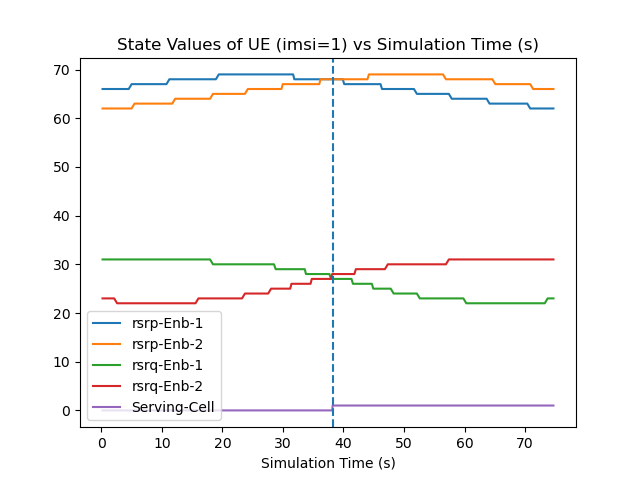 State Values of UE (imsi=1) vs Simulation Time (s)
70
60
50
40
30
20
10
0
rsrp-Enb-1
rsrp-Enb-2
rsrq-Enb-1
rsrq-Enb-2
Serving-Cell
0 10 20 30 40 50 60 70
Simulation Time (s)